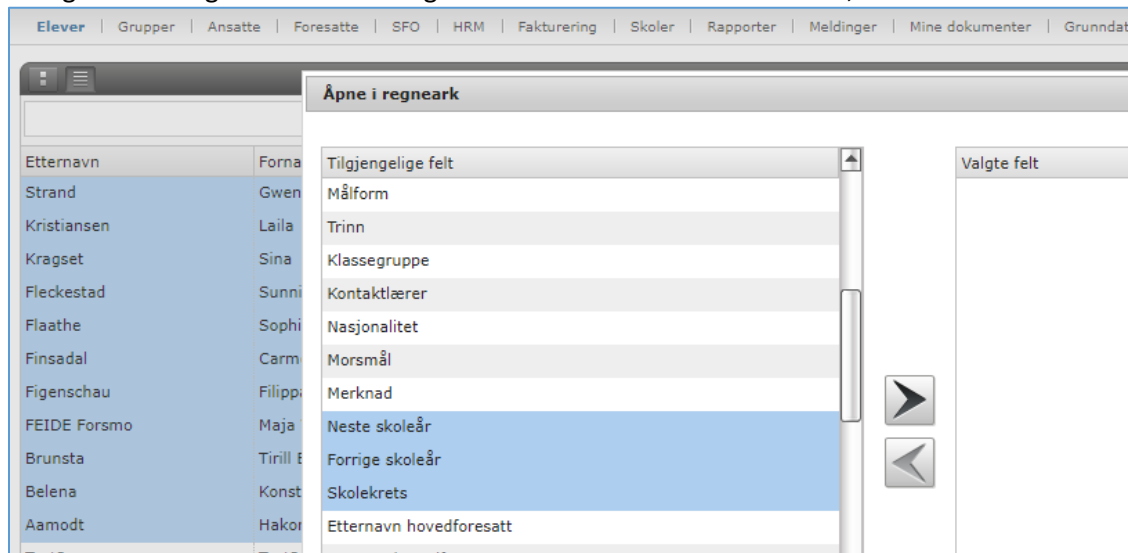 Elever | Grupper | Ansatte | Foresatte | SFO | HRM | Fakturering | Skoler | Rapporter | Meldinger | Mine dokumenter | Grunndat
Åpne i regneark
Etternavn Forna
Strand Gwen
Kristiansen Laila
Kragset Sina
Fleckestad Sunni
Flaathe Sophi
Finsadal Carm
Figenschau Filippa
FEIDE Forsmo Maja
Brunsta Tirill E
Belena Konst
Aamodt Hakon
Tilgjengelige felt
Målform
Trinn
Klassegruppe
Kontaktlærer
Nasjonalitet
Morsmål
Merknad
Neste skoleår
Forrige skoleår
Skolekrets
Etternavn hovedforesatt
Valgte felt